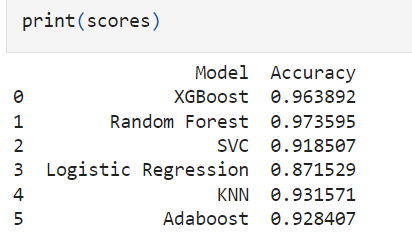 print(scores)
Model Accuracy
0 XGBoost 0.963892
1 Random Forest 0.973595
2 SVC 0.918507
3 Logistic Regression 0.871529
4 KNN 0.931571
5 Adaboost 0.928407